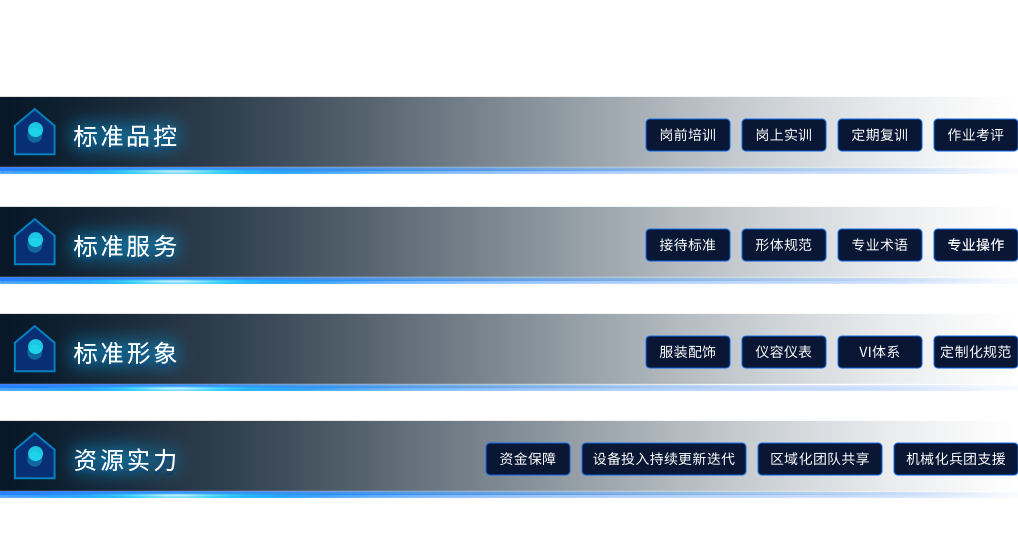 标准品控 岗前培训 岗上实训 定期复训 作业考评
标准服务 接待标准 形体规范 专业术语 专业操作
标准形象 服装配饰 仪容仪表 VI体系 定制化规范
资源实力 资金保障 设备投入持续更新迭代 区域化团队共享 机械化兵团支援